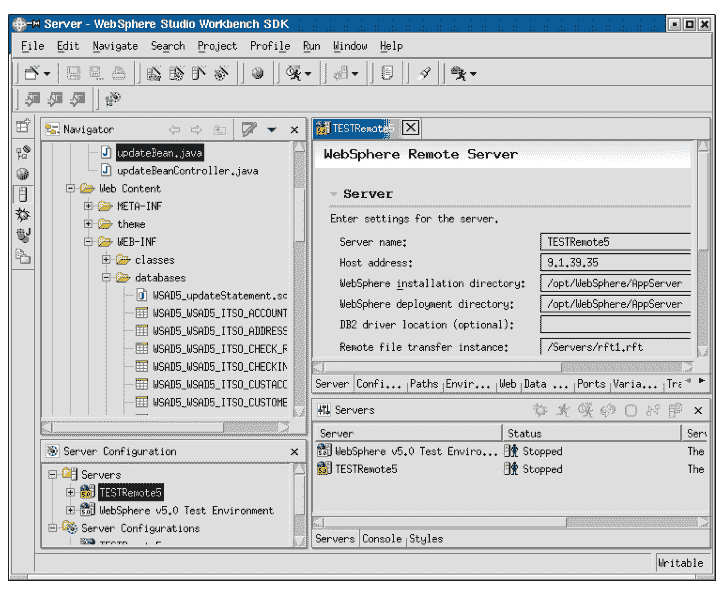 Server - WebSphere Studio Workbench SDK
File Edit Navigate Search Project Profile Run Window Help
Navigator
updateBean.java
updateBeanController.java
Web Content
META-INF
theme
WEB-INF
classes
databases
WSAD5_updateStatement.sc
WSAD5_WSAD5_ITSO_ACCOUNT
WSAD5_WSAD5_ITSO_ADDRESS
WSAD5_WSAD5_ITSO_CHECK_R
WSAD5_WSAD5_ITSO_CHECKIN
WSAD5_WSAD5_ITSO_CUSTACC
WSAD5_WSAD5_ITSO_CUSTOME
Server Configuration
Servers
TESTRemote5
WebSphere v5.0 Test Environment
Server Configurations
TESTRemote5
WebSphere Remote Server
Server
Enter settings for the server.
Server name: TESTRemote5
Host address: 9.1.39.35
WebSphere installation directory: /opt/WebSphere/AppServer
WebSphere deployment directory: /opt/WebSphere/AppServer
DB2 driver location (optional):
Remote file transfer instance: /Servers/rft1.rft
Server Confi... Paths Envir... Web Data ... Ports Varia... Tra
Servers
Server Status Serv
WebSphere v5.0 Test Enviro... Stopped The
TESTRemote5 Stopped The
Servers Console Styles
Writable